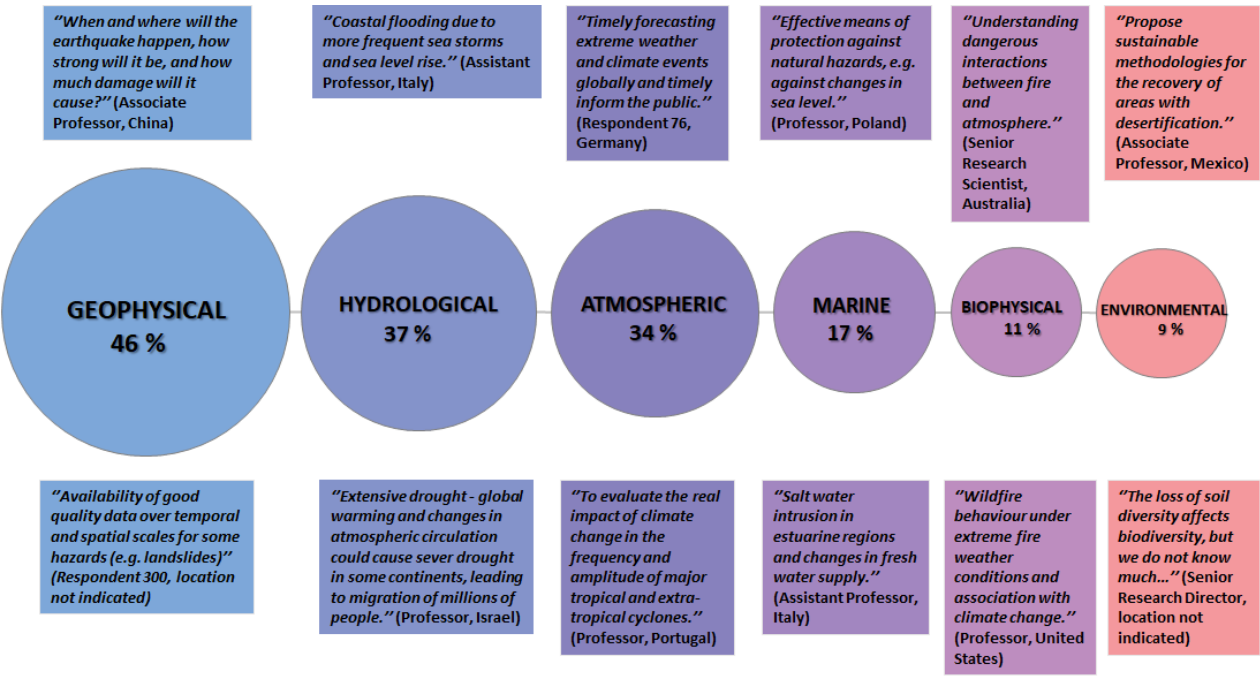 ‘’When and where will the
earthquake happen, how
strong will it be, and how
much damage will it
cause?’’ (Associate
Professor, China)
‘’Coastal flooding due to
more frequent sea storms
and sea level rise.’’ (Assistant
Professor, Italy)
‘’Timely forecasting
extreme weather
and climate events
globally and timely
inform the public.’’
(Respondent 76,
Germany)
‘’Effective means of
protection against
natural hazards, e.g.
against changes in
sea level.’’
(Professor, Poland)
‘’Understanding
dangerous
interactions
between fire
and
atmosphere.’’
(Senior
Research
Scientist,
Australia)
‘’Propose
sustainable
methodologies for
the recovery of
areas with
desertification.’’
(Associate
Professor, Mexico)
GEOPHYSICAL
46 %
HYDROLOGICAL
37 %
ATMOSPHERIC
34 %
MARINE
17 %
BIOPHYSICAL
11 %
ENVIRONMENTAL
9 %
‘’Availability of good
quality data over temporal
and spatial scales for some
hazards (e.g. landslides)’’
(Respondent 300, location
not indicated)
‘’Extensive drought - global
warming and changes in
atmospheric circulation
could cause sever drought
in some continents, leading
to migration of millions of
people.’’ (Professor, Israel)
‘’To evaluate the real
impact of climate
change in the
frequency and
amplitude of major
tropical and extra-
tropical cyclones.’’
(Professor, Portugal)
‘’Salt water
intrusion in
estuarine regions
and changes in fresh
water supply.’’
(Assistant Professor,
Italy)
‘’Wildfire
behaviour under
extreme fire
weather
conditions and
association with
climate change.’’
(Professor, United
States)
‘’The loss of soil
diversity affects
biodiversity, but
we do not know
much...’’ (Senior
Research Director,
location not
indicated)